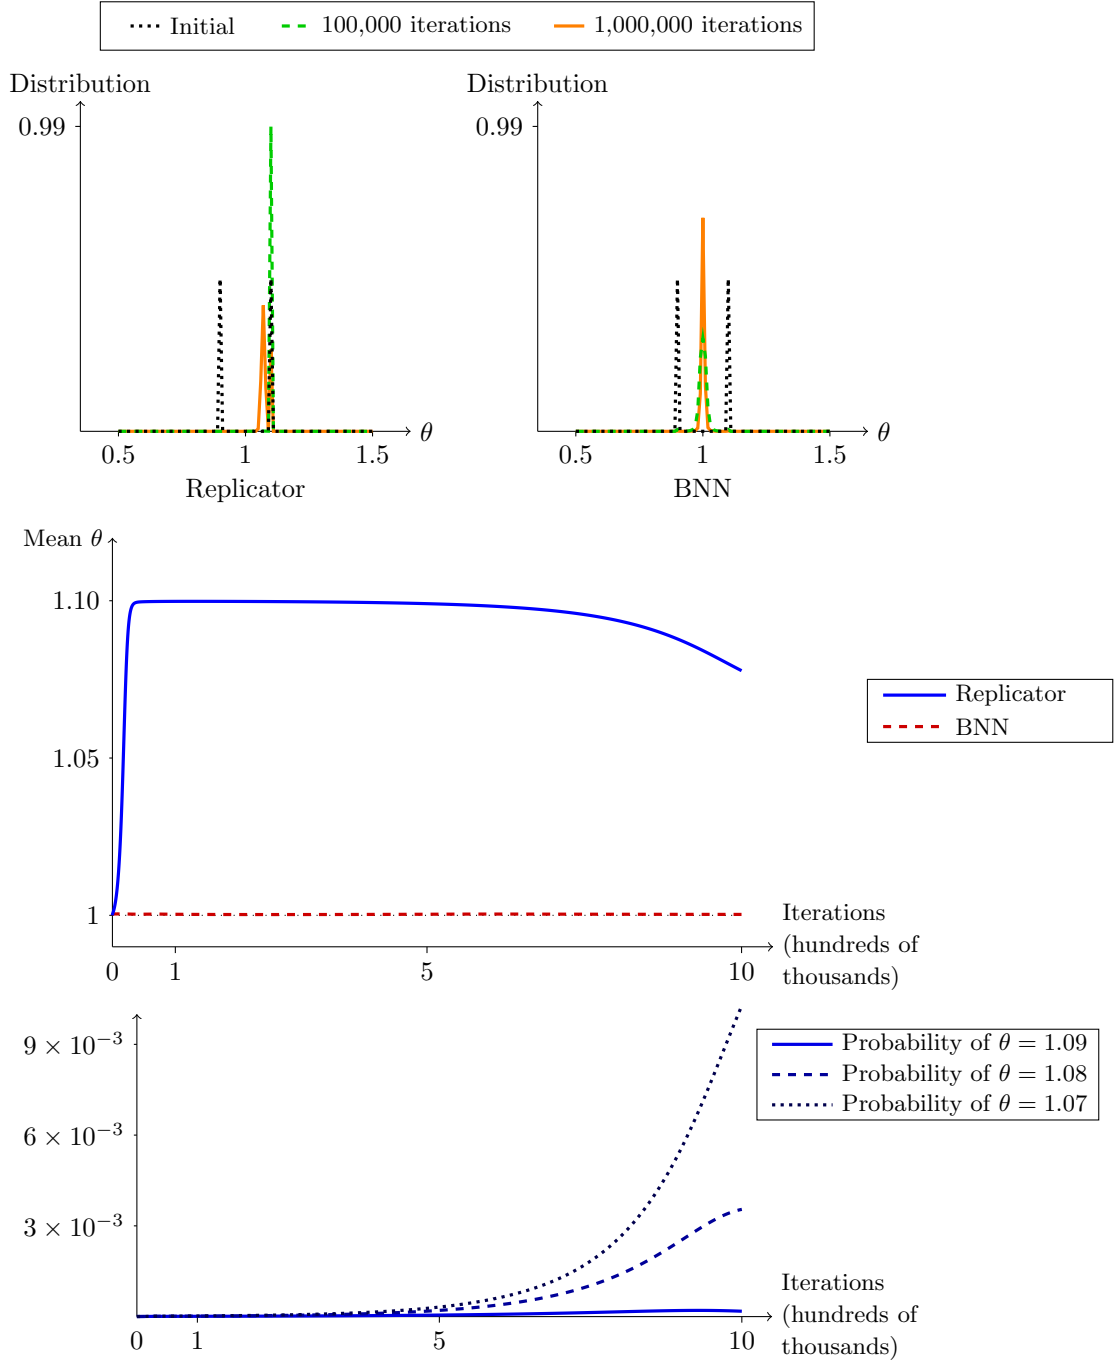 Initial 100,000 iterations 1,000,000 iterations
Distribution
0.99
0.5 1 1.5 θ
Replicator
Distribution
0.99
0.5 1 1.5 θ
BNN
Mean θ
1.10
1.05
1
0 1 5 10
Iterations
(hundreds of
thousands)
Replicator
BNN
9 × 10⁻³
6 × 10⁻³
3 × 10⁻³
0 1 5 10
Iterations
(hundreds of
thousands)
Probability of θ = 1.09
Probability of θ = 1.08
Probability of θ = 1.07